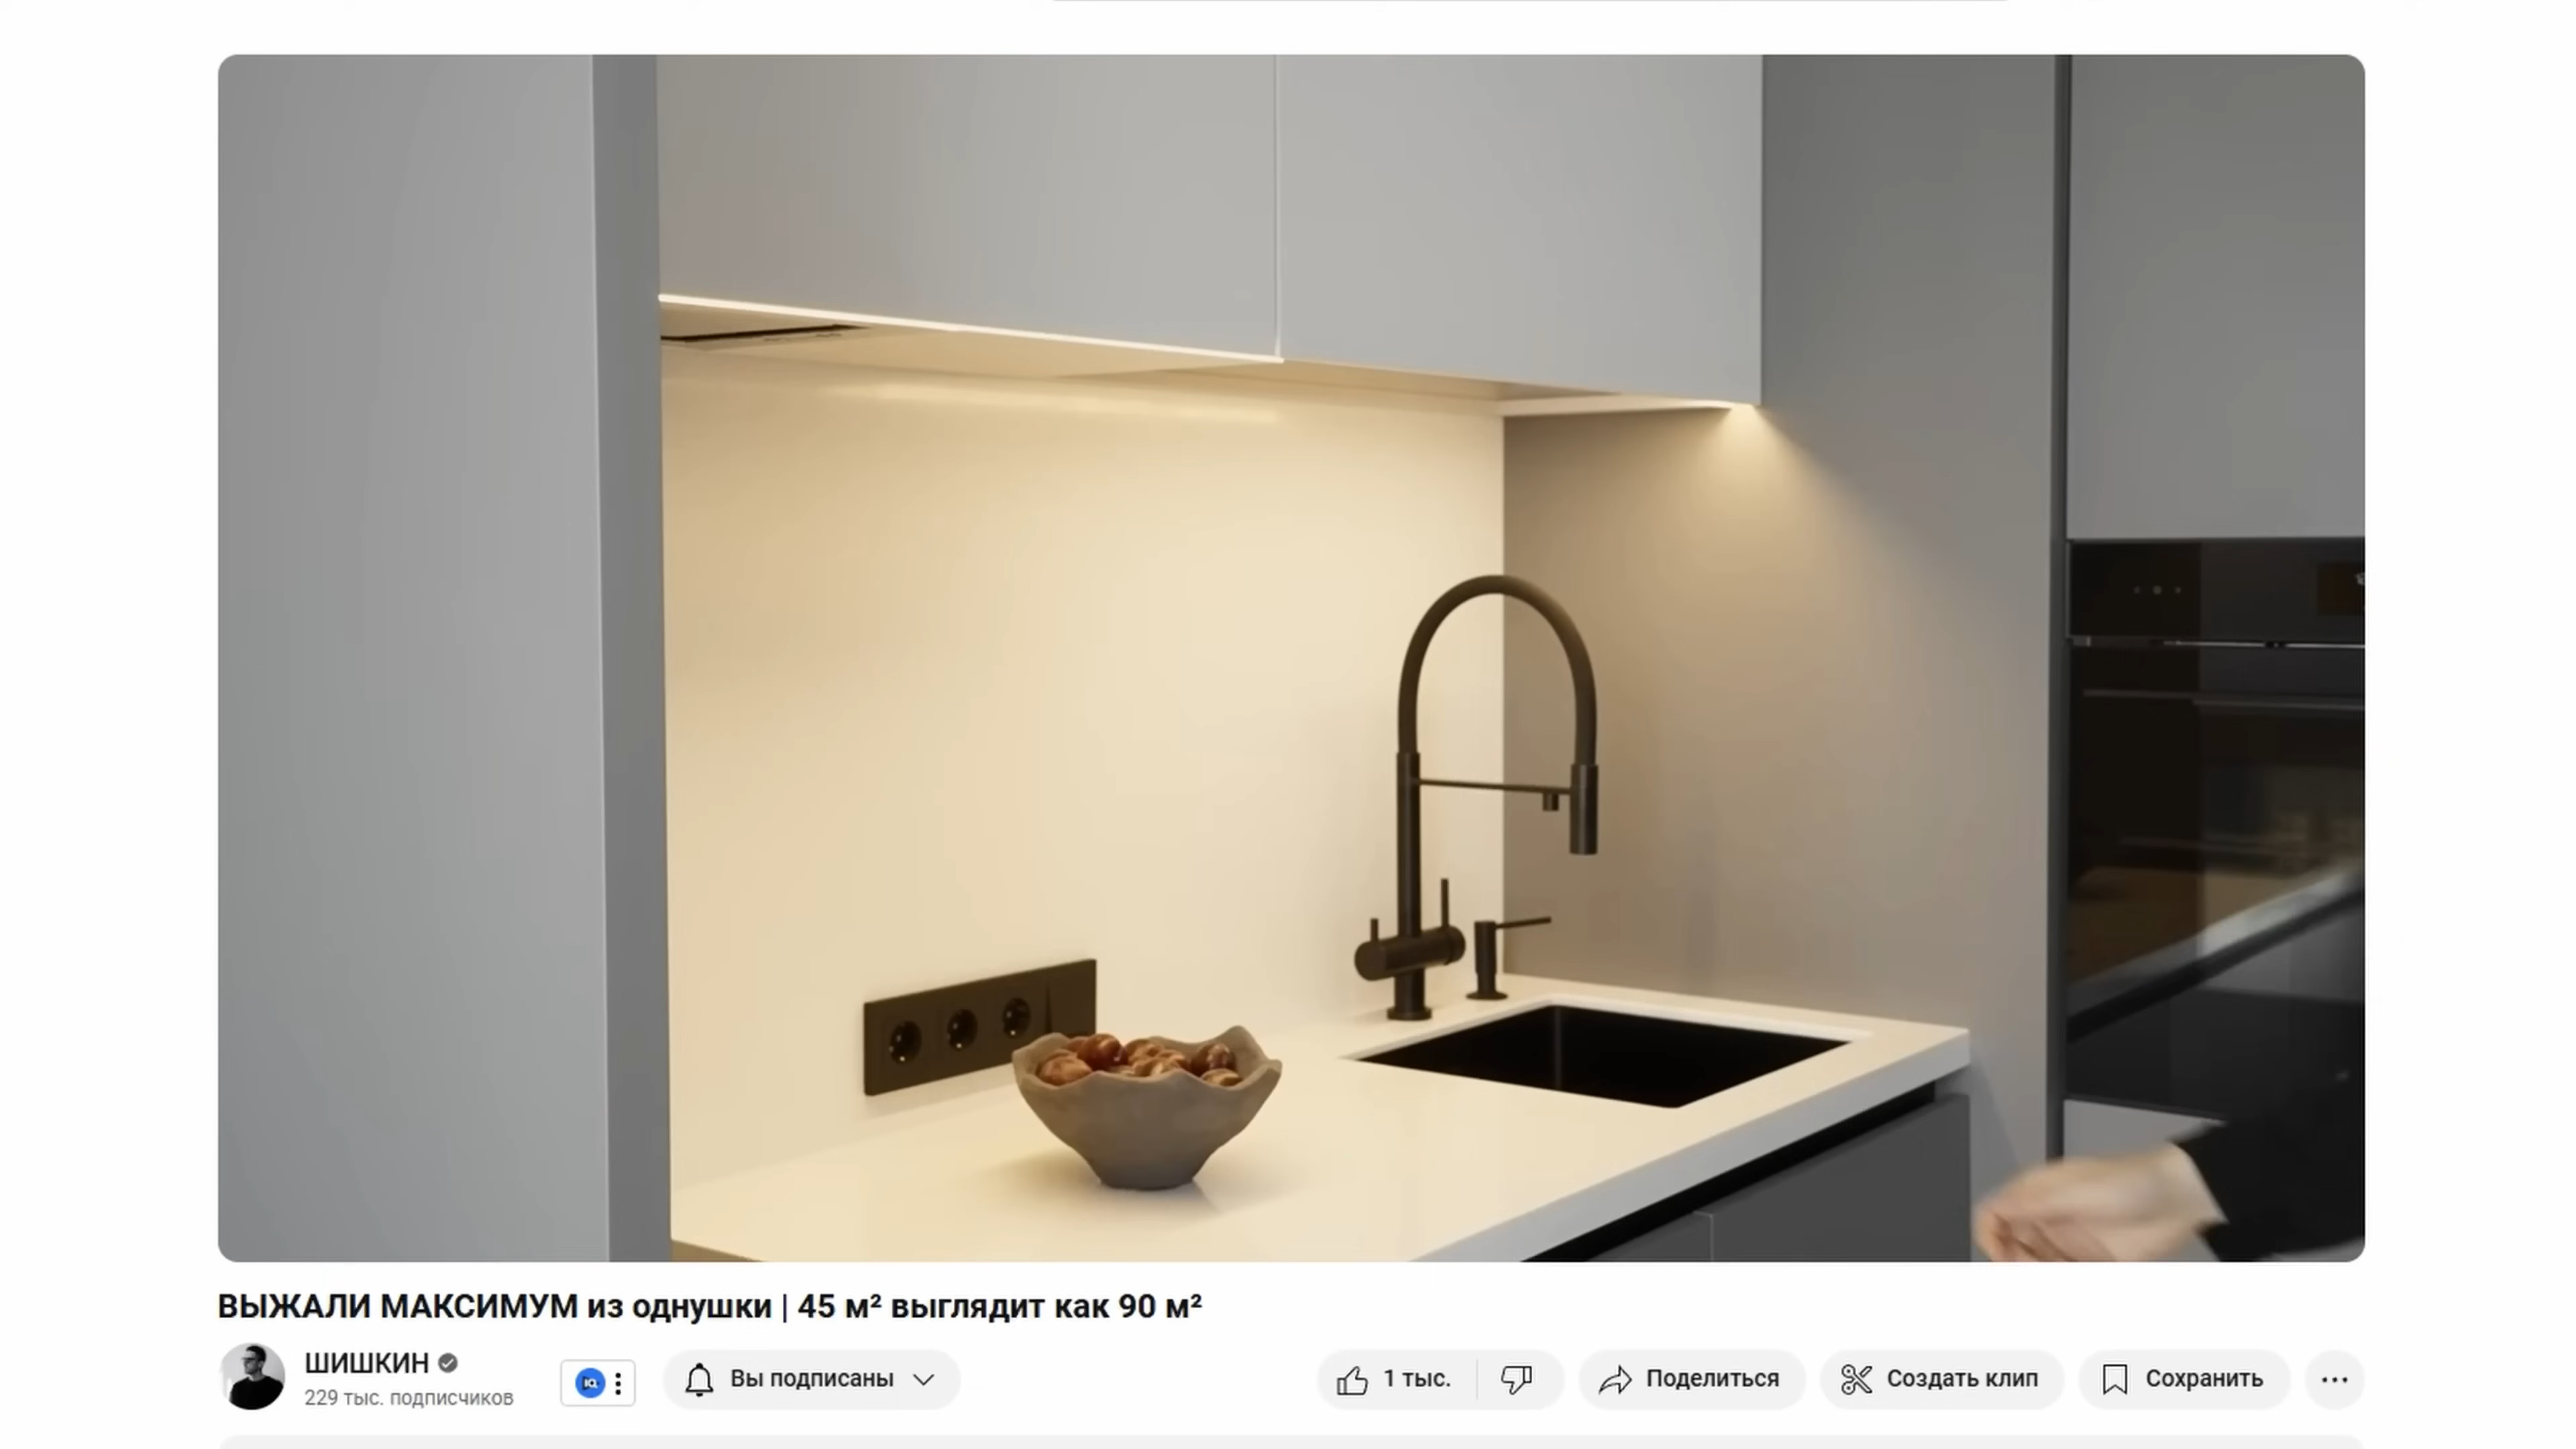 ВЫЖАЛИ МАКСИМУМ из однушки | 45 м² выглядит как 90 м²
ШИШКИН
229 тыс. подписчиков
Вы подписаны
1 тыс.
Поделиться
Создать клип
Сохранить